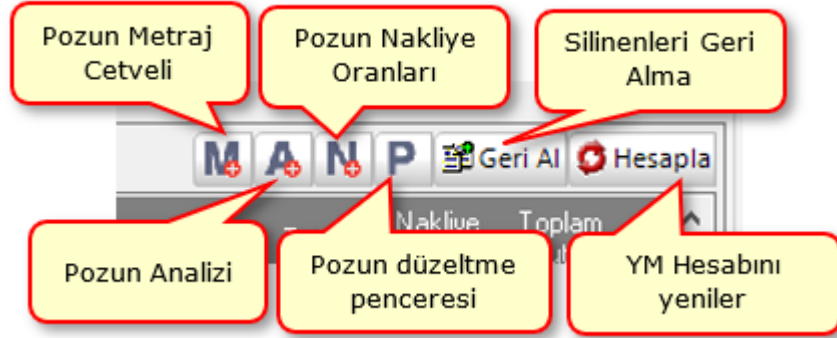 Pozun Metraj
Cetveli
Pozun Nakliye
Oranları
Silinenleri Geri
Alma
M A N P Geri Al Hesapla
Nakliye Toplam
Pozun Analizi
Pozun düzeltme
penceresi
YM Hesabını
yeniler